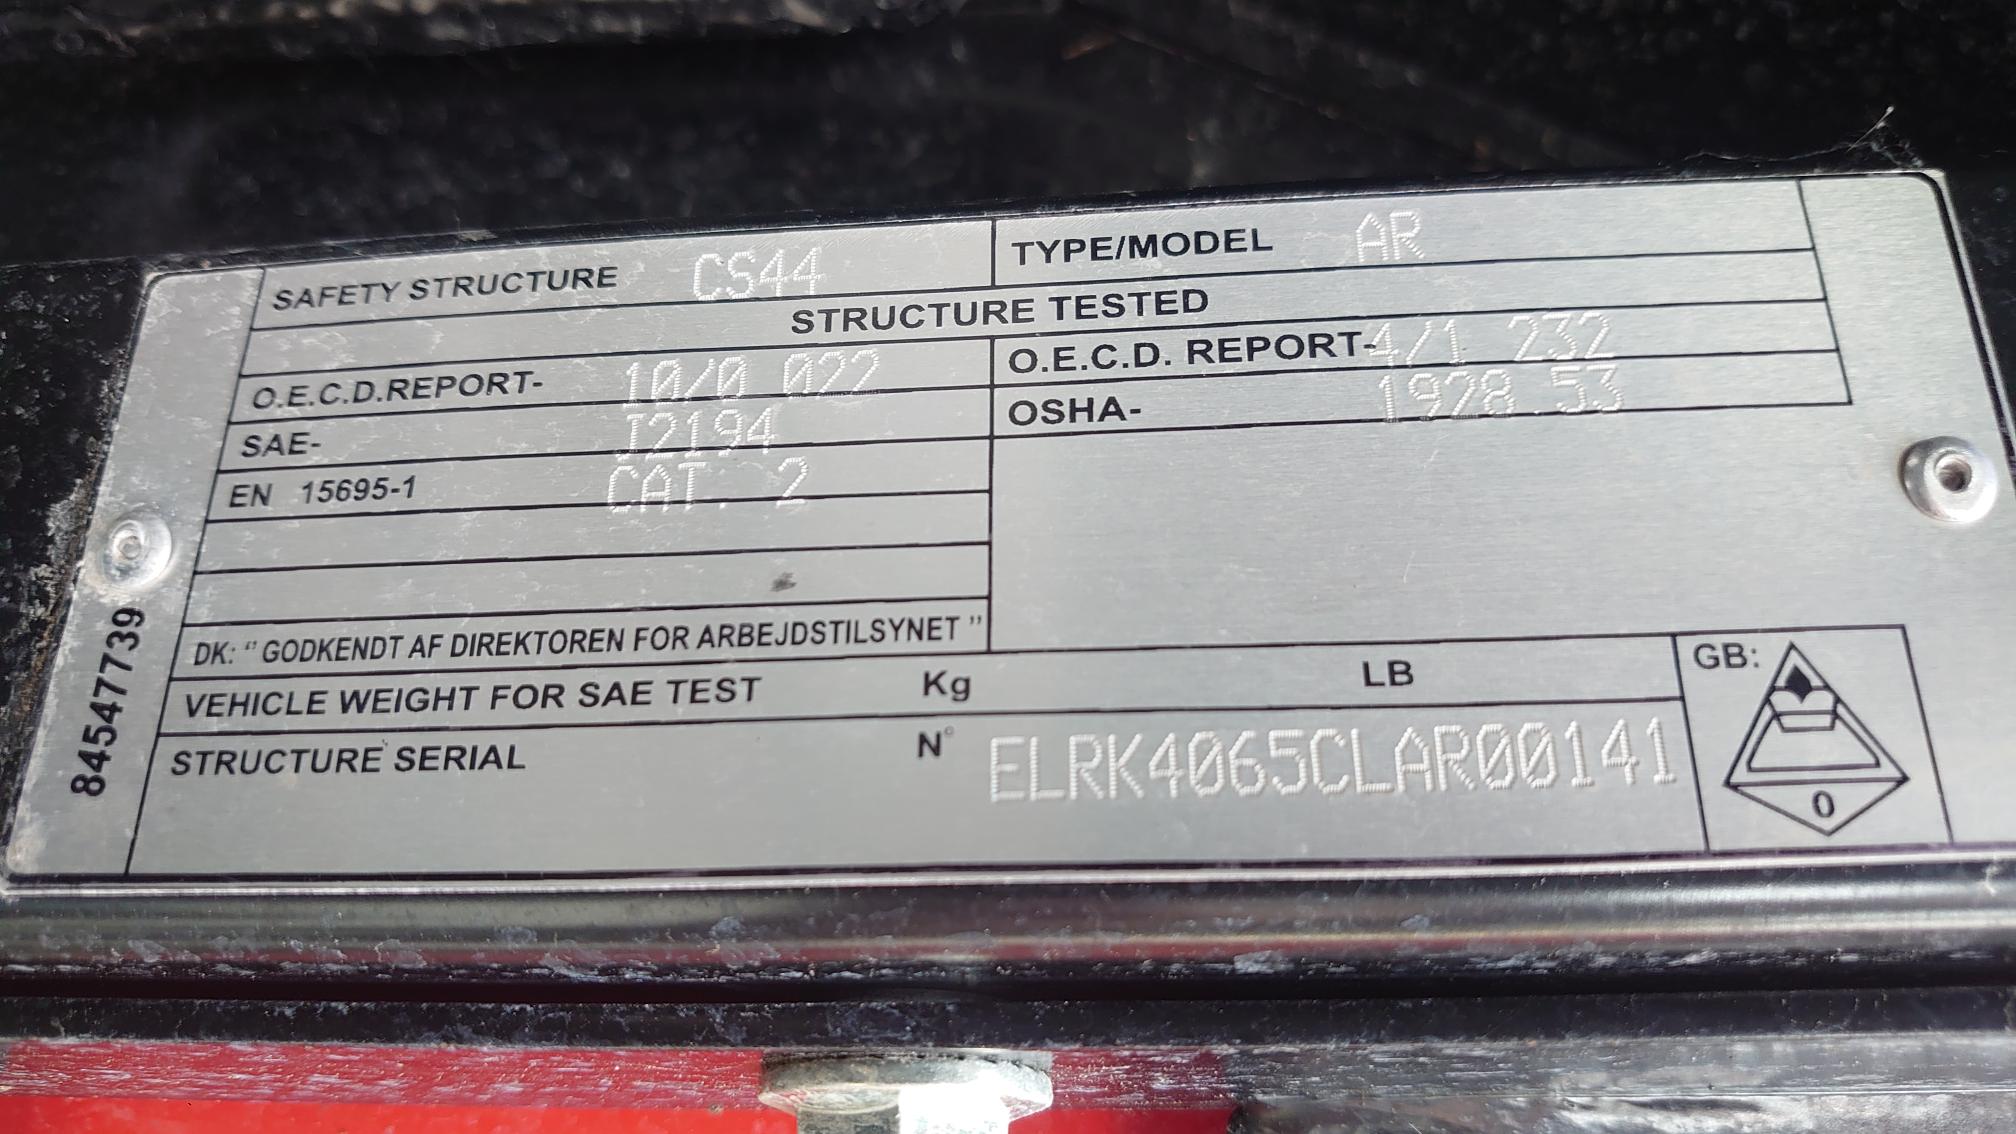 SAFETY STRUCTURE CS44 TYPE/MODEL AR
STRUCTURE TESTED
O.E.C.D.REPORT- 10/0 022 O.E.C.D. REPORT- 4/1 232
SAE- J2194 OSHA- 1928.53
EN 15695-1 CAT. 2
DK: “ GODKENDT AF DIREKTOREN FOR ARBEJDSTILSYNET ”
VEHICLE WEIGHT FOR SAE TEST Kg LB GB:
STRUCTURE SERIAL N° ELRK4065CLAR00141
0
84547739